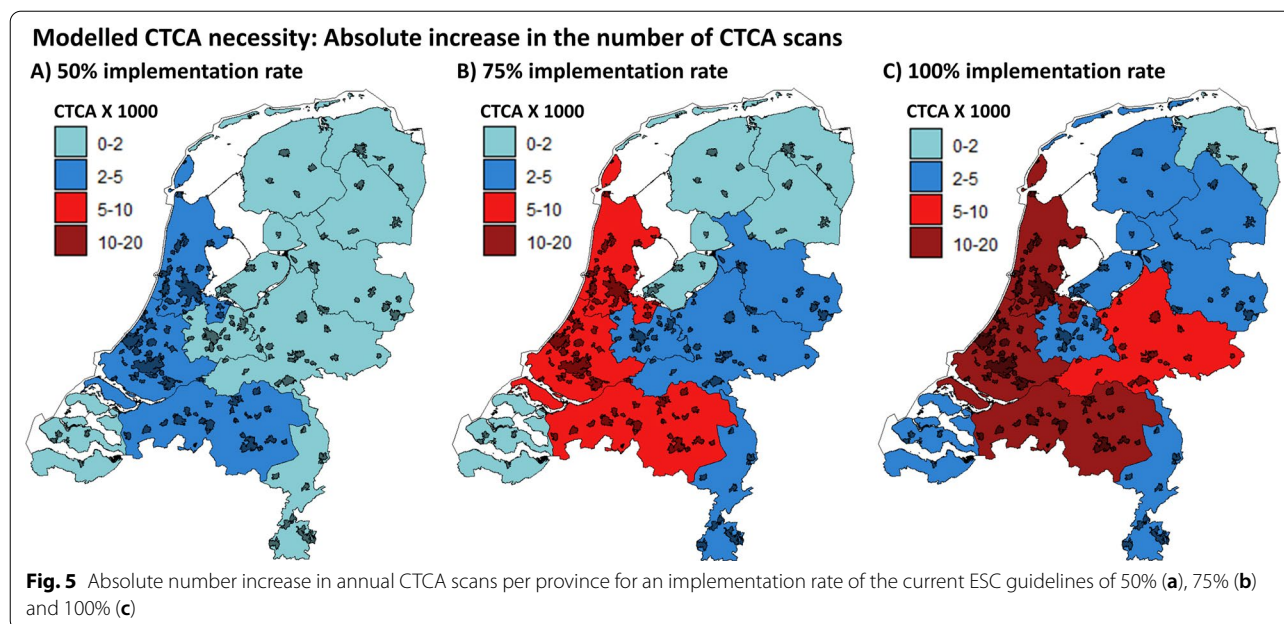 Modelled CTCA necessity: Absolute increase in the number of CTCA scans
A) 50% implementation rate
CTCA X 1000
0-2
2-5
5-10
10-20
B) 75% implementation rate
CTCA X 1000
0-2
2-5
5-10
10-20
C) 100% implementation rate
CTCA X 1000
0-2
2-5
5-10
10-20
Fig. 5 Absolute number increase in annual CTCA scans per province for an implementation rate of the current ESC guidelines of 50% (a), 75% (b)
and 100% (c)